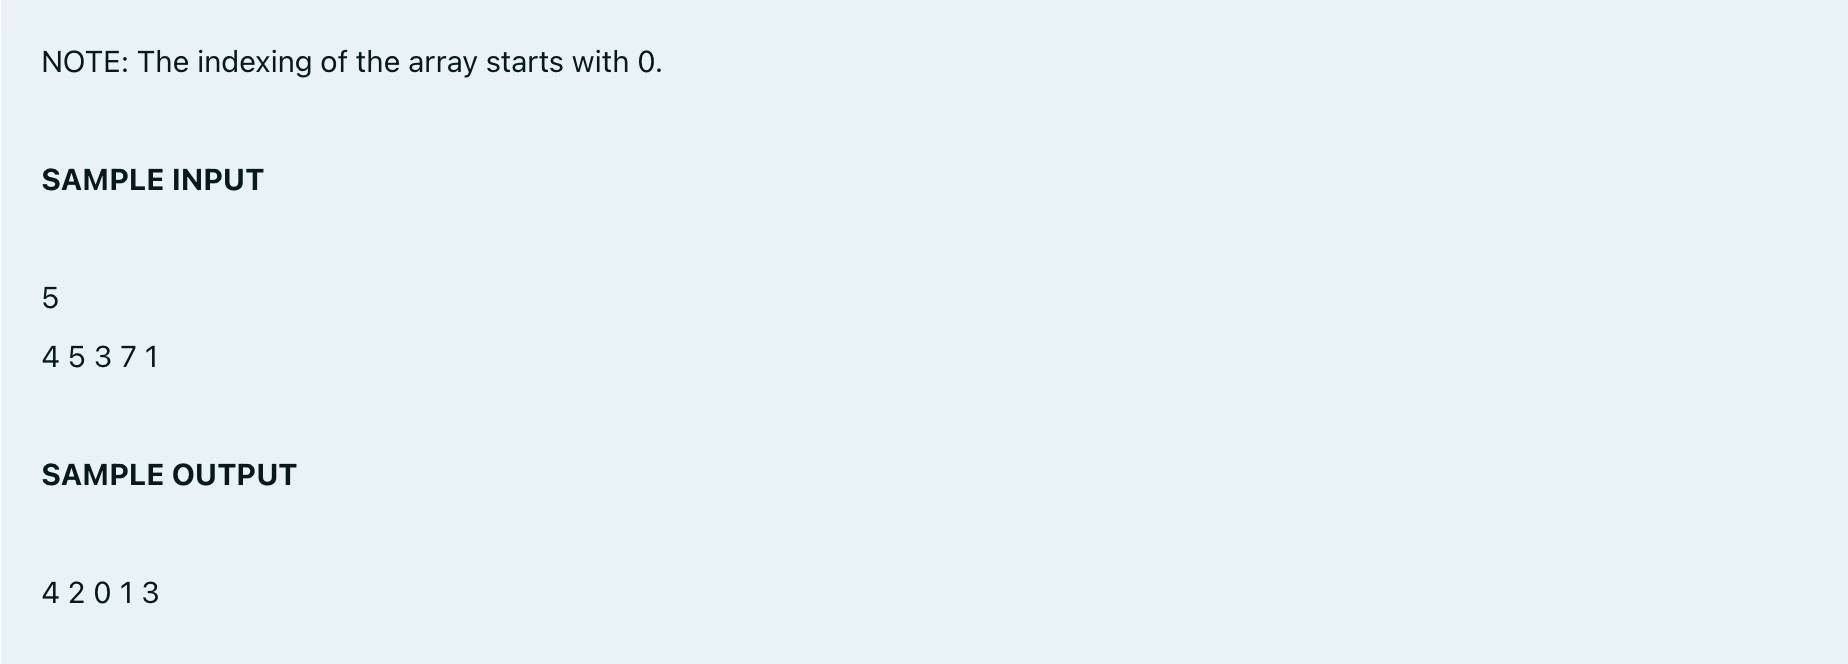 NOTE: The indexing of the array starts with 0.
SAMPLE INPUT
5
4 5 3 7 1
SAMPLE OUTPUT
4 2 0 1 3